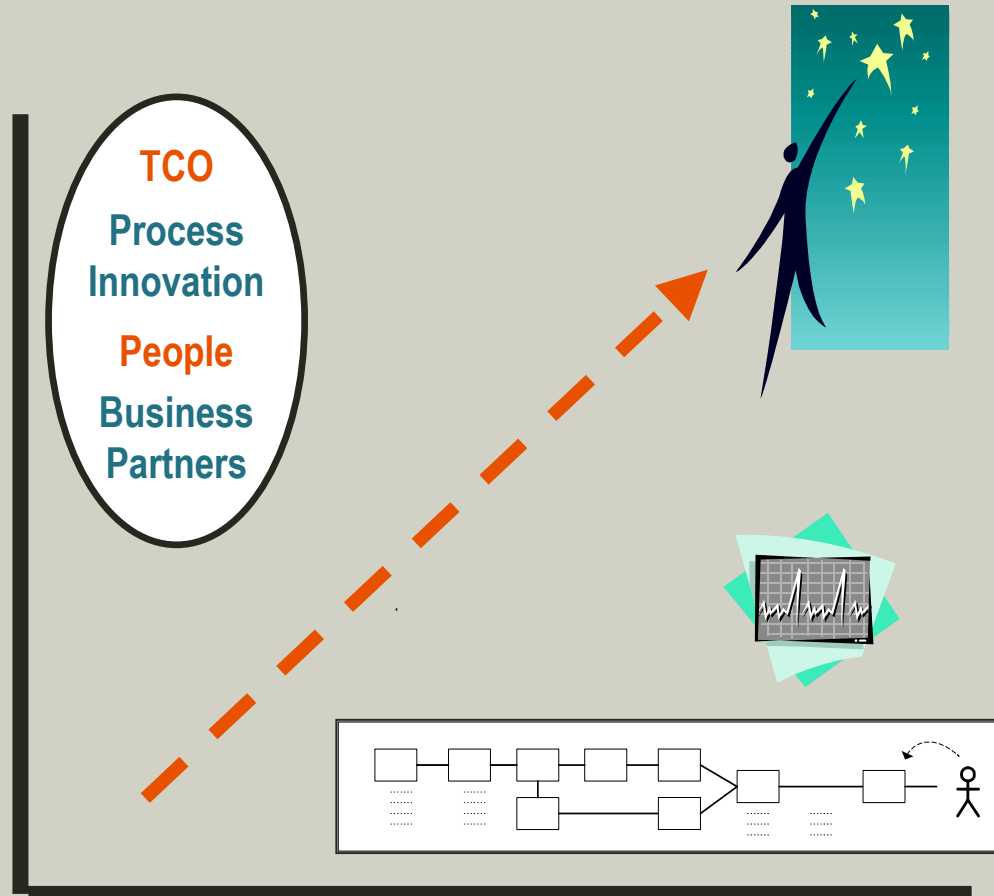 TCO
Process
Innovation
People
Business
Partners